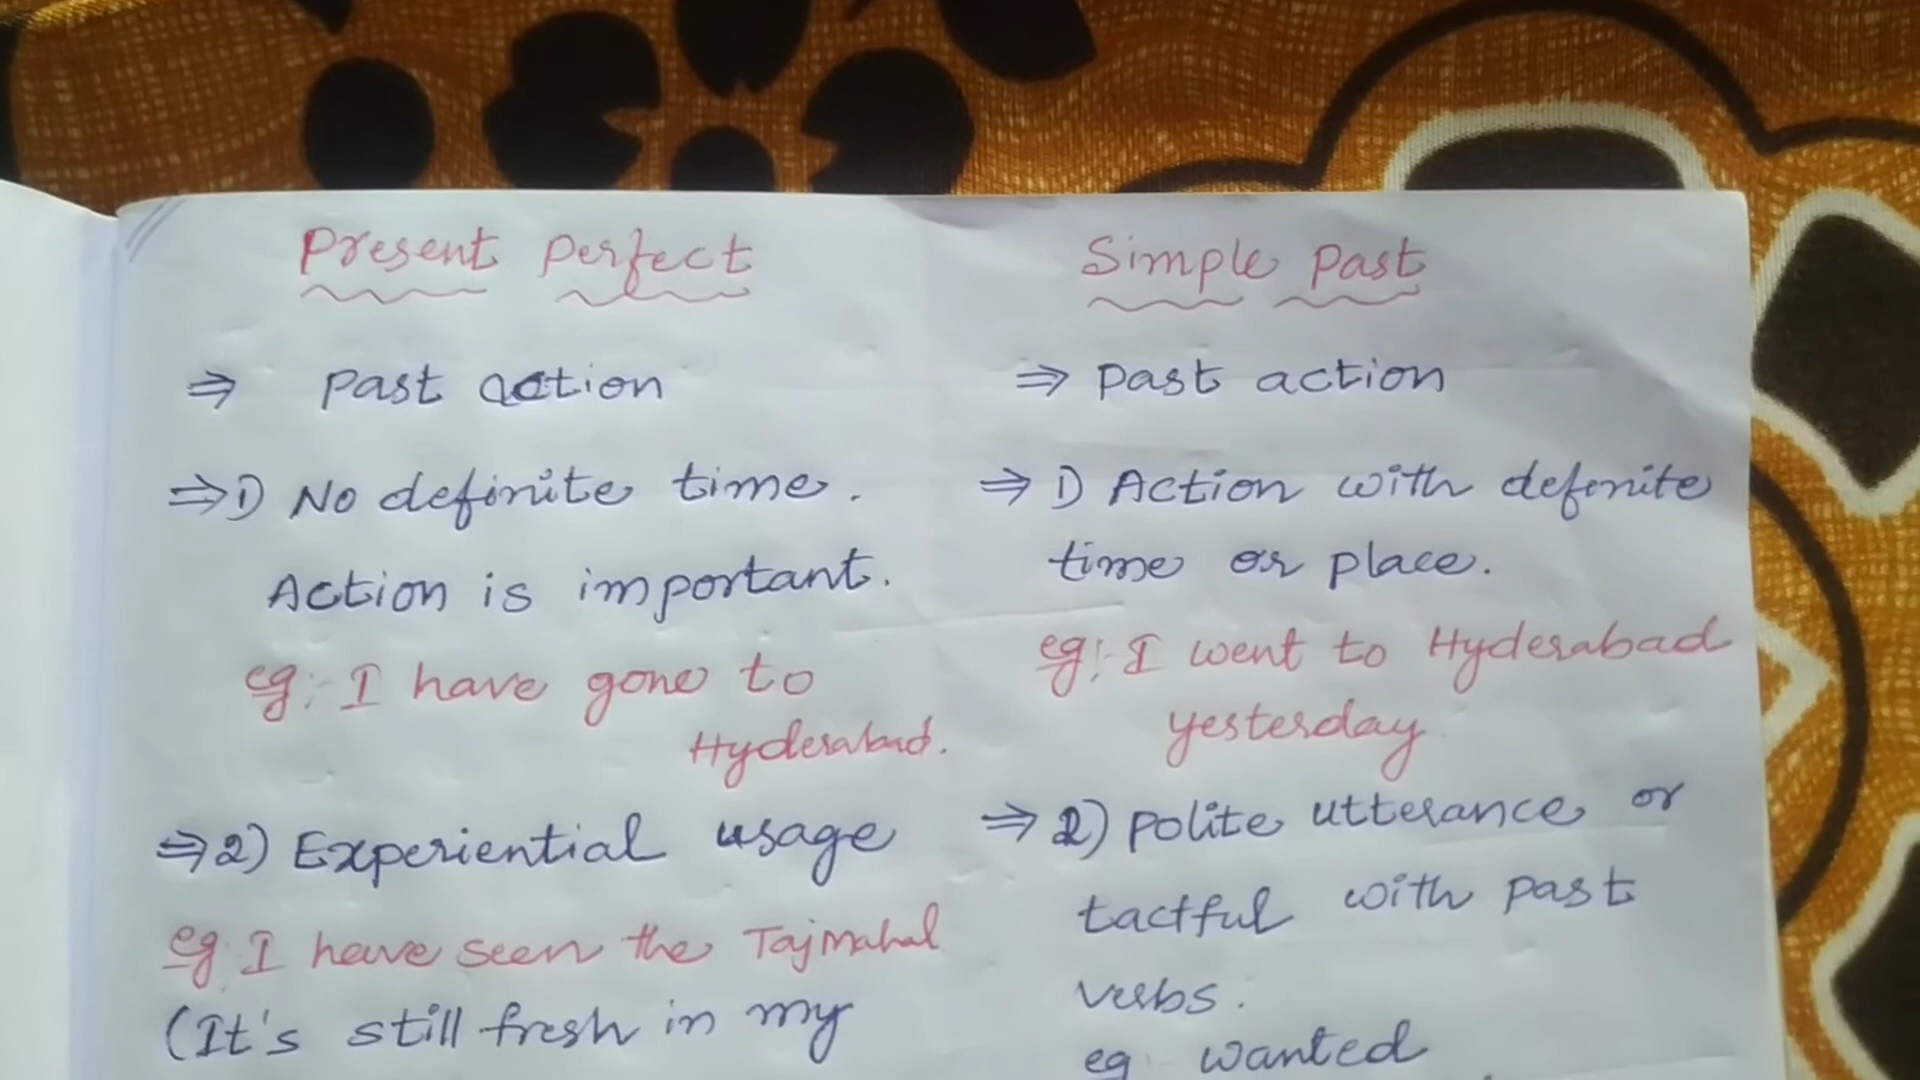 Present Perfect
⇒ Past action
⇒ 1) No definite time.
Action is important.
eg:- I have gone to
Hyderabad.
⇒ 2) Experiential usage
eg: I have seen the Tajmahal
(It's still fresh in my
Simple Past
⇒ Past action
⇒ 1) Action with definite
time or place.
eg:- I went to Hyderabad
yesterday
⇒ 2) Polite utterance or
tactful with past
verbs.
eg wanted